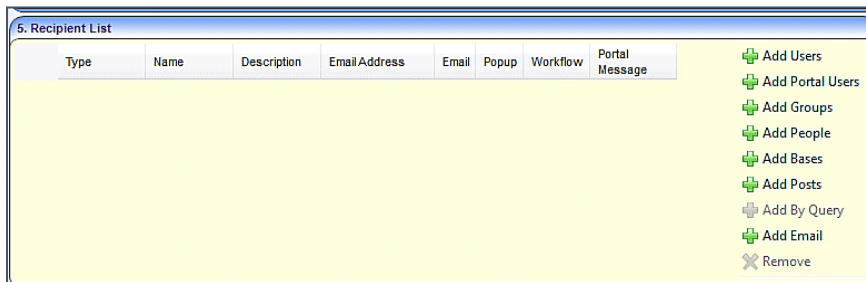 5. Recipient List
Type Name Description Email Address Email Popup Workflow Portal Message
Add Users
Add Portal Users
Add Groups
Add People
Add Bases
Add Posts
Add By Query
Add Email
Remove